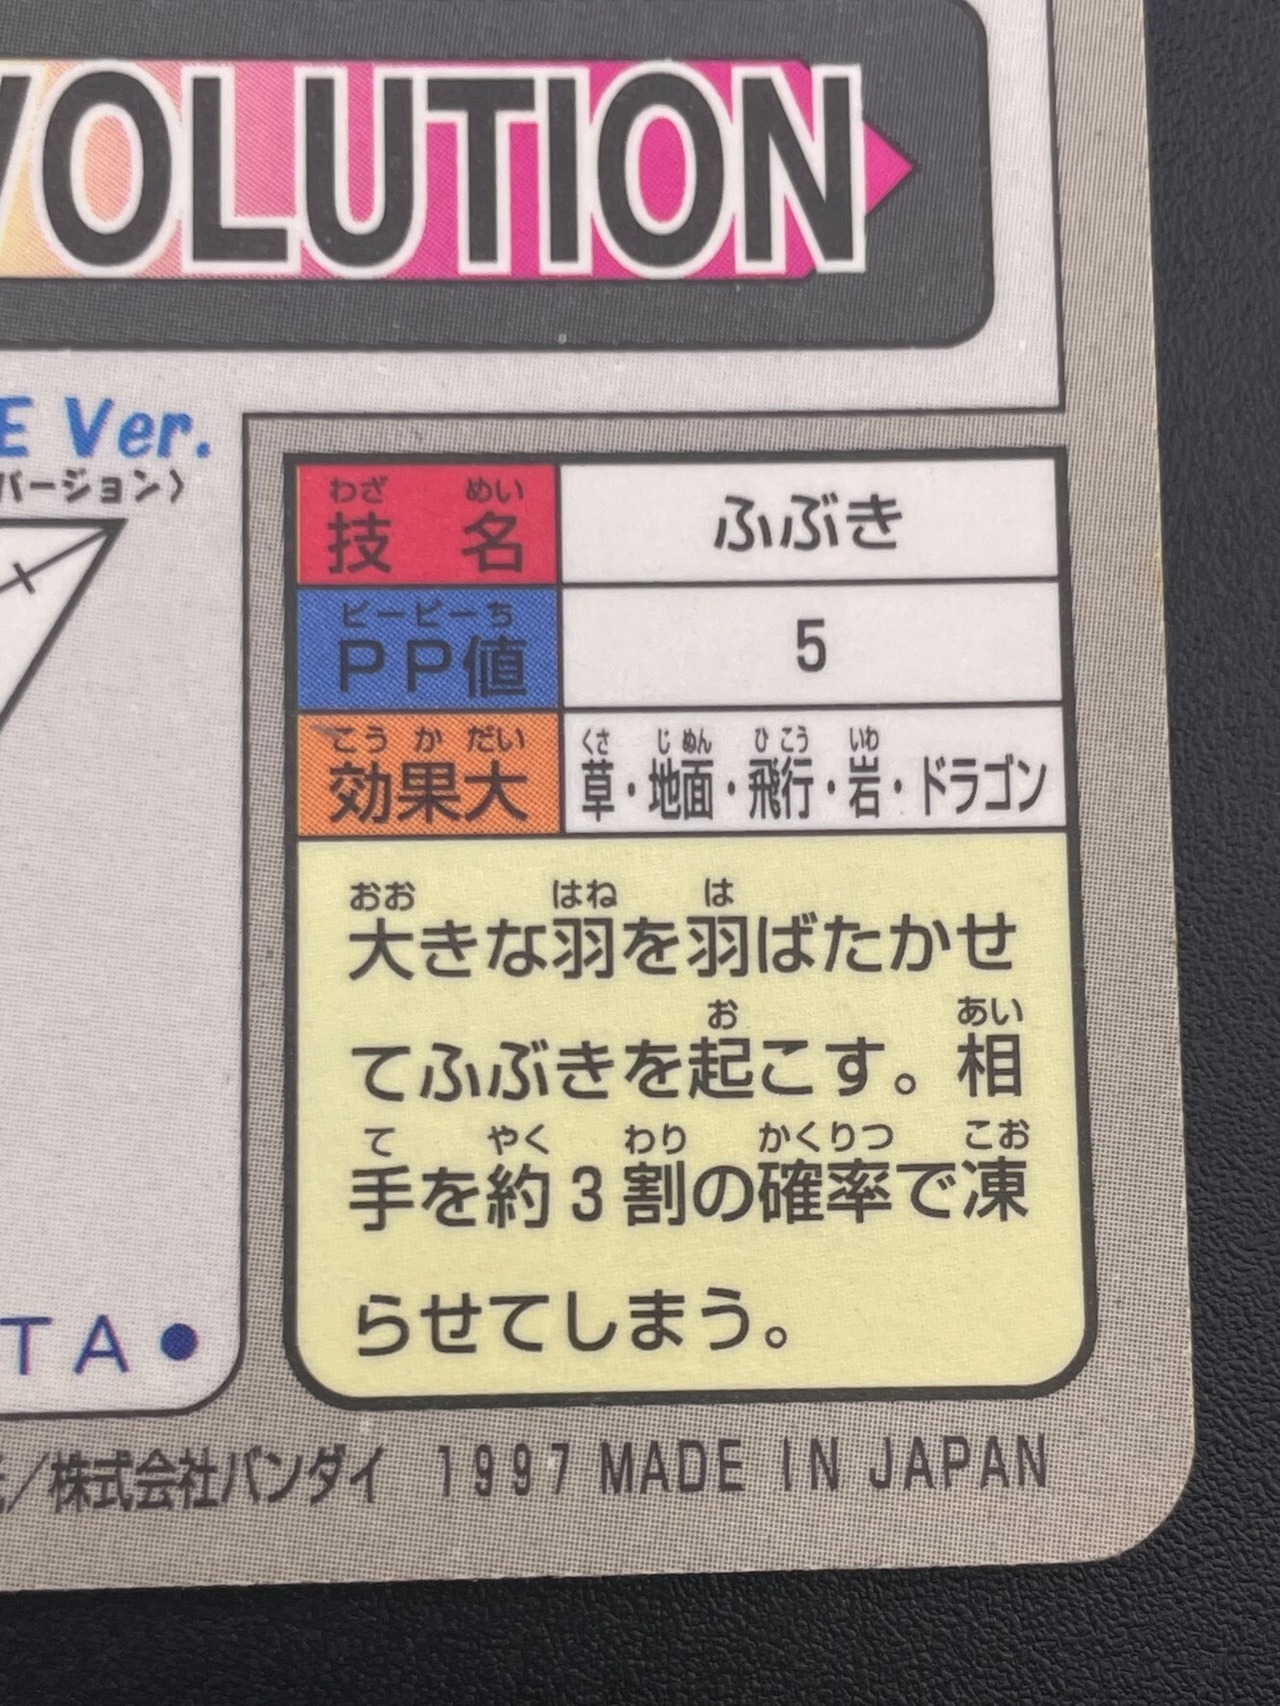 VOLUTION
E Ver.
バージョン〉
わざ めい
技 名
ふぶき
ピーピーち
PP値
5
こう か だい
効果大
くさ じ めん ひ こう いわ
草・地面・飛行・岩・ドラゴン
おお はね は
大きな羽を羽ばたかせ
お あい
てふぶきを起こす。相
て やく わり かくりつ こお
手を約3割の確率で凍
らせてしまう。
TA●
／株式会社バンダイ 1997 MADE IN JAPAN